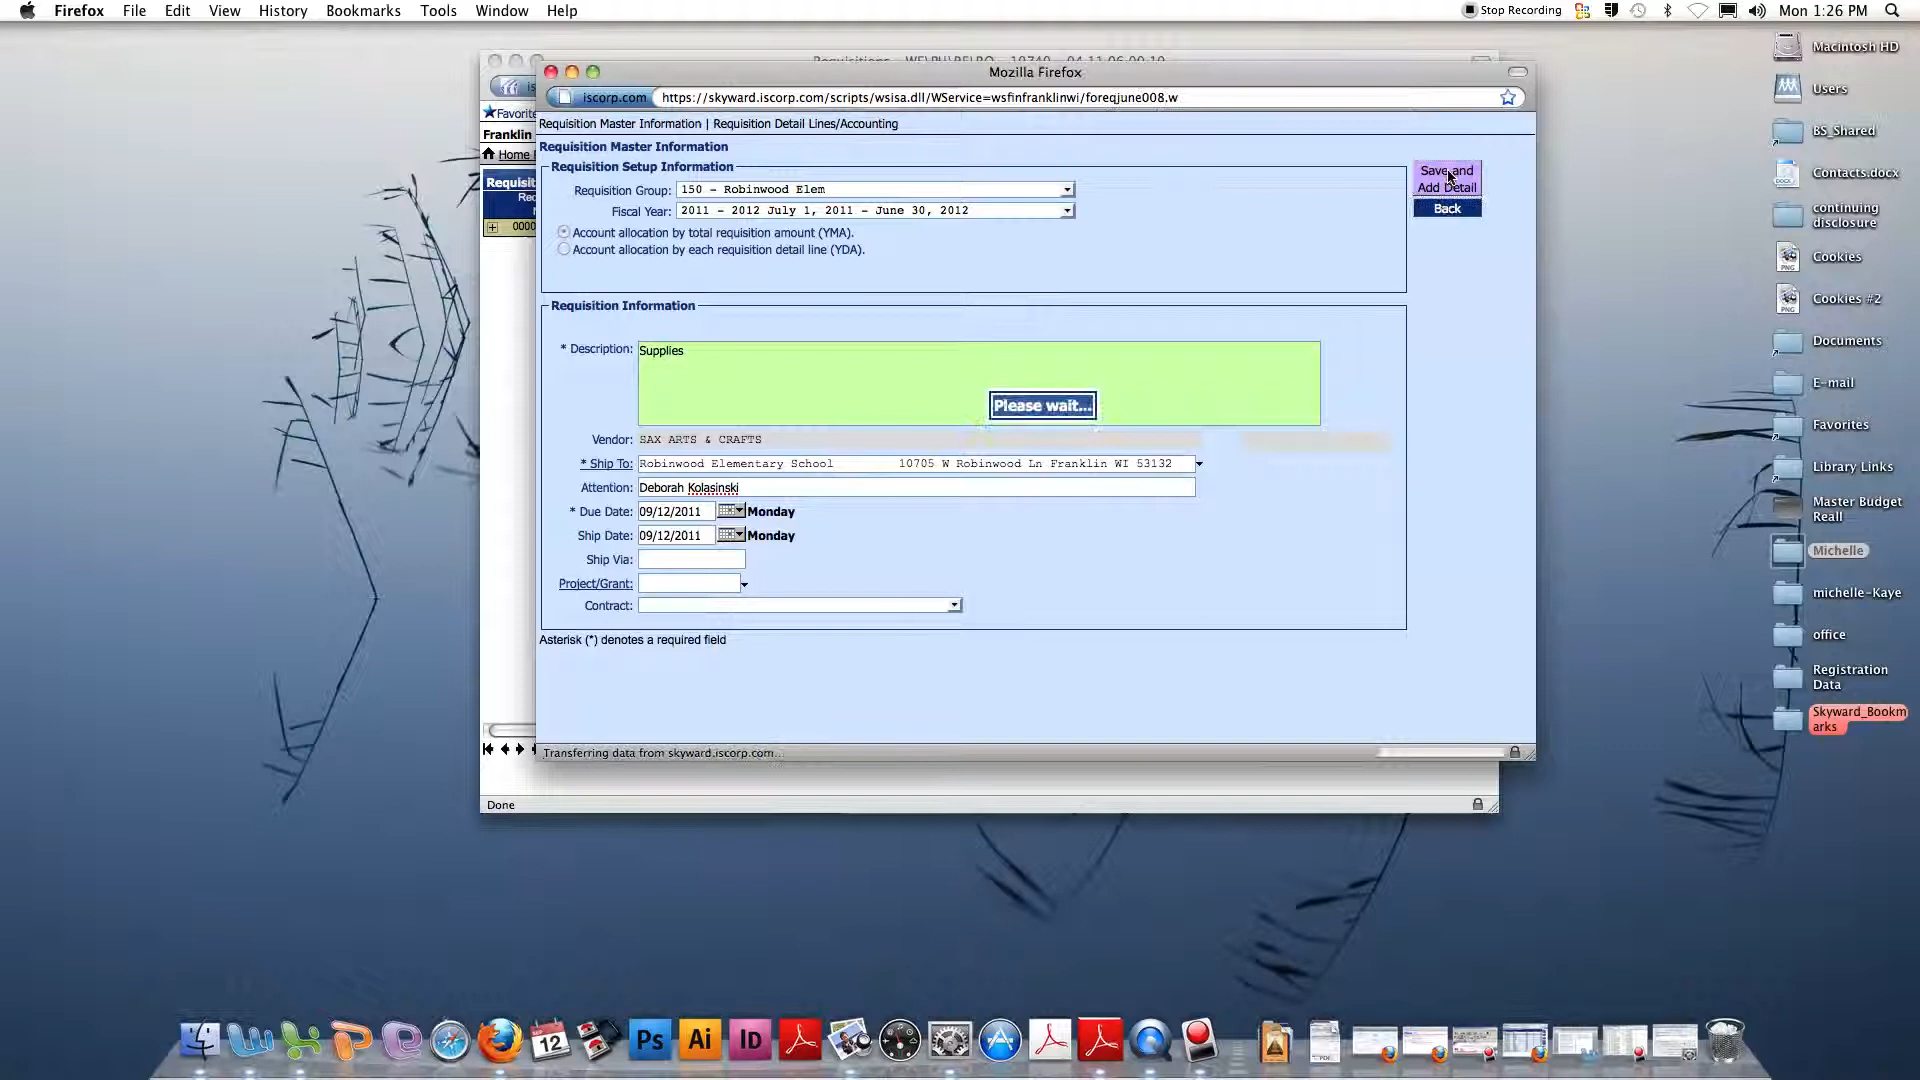 Firefox File Edit View History Bookmarks Tools Window Help
Stop Recording Mon 1:26 PM
Mozilla Firefox
iscorp.com https://skyward.iscorp.com/scripts/wsisa.dll/WService=wsfinfranklinwi/foreqjune008.w
Favorite
Franklin
Home
Requisit
0000
Requisition Master Information | Requisition Detail Lines/Accounting
Requisition Master Information
Requisition Setup Information
Requisition Group: 150 - Robinwood Elem
Fiscal Year: 2011 - 2012 July 1, 2011 - June 30, 2012
Account allocation by total requisition amount (YMA).
Account allocation by each requisition detail line (YDA).
Save and
Add Detail
Back
Requisition Information
* Description: Supplies
Please wait...
Vendor: SAX ARTS & CRAFTS
* Ship To: Robinwood Elementary School 10705 W Robinwood Ln Franklin WI 53132
Attention: Deborah Kolasinski
* Due Date: 09/12/2011 Monday
Ship Date: 09/12/2011 Monday
Ship Via:
Project/Grant:
Contract:
Asterisk (*) denotes a required field
Transferring data from skyward.iscorp.com...
Done
Macintosh HD
Users
BS_Shared
Contacts.docx
continuing
disclosure
Cookies
Cookies #2
Documents
E-mail
Favorites
Library Links
Master Budget
Reall
Michelle
michelle-Kaye
office
Registration
Data
Skyward_Bookm
arks
12
Ps
Ai
Id